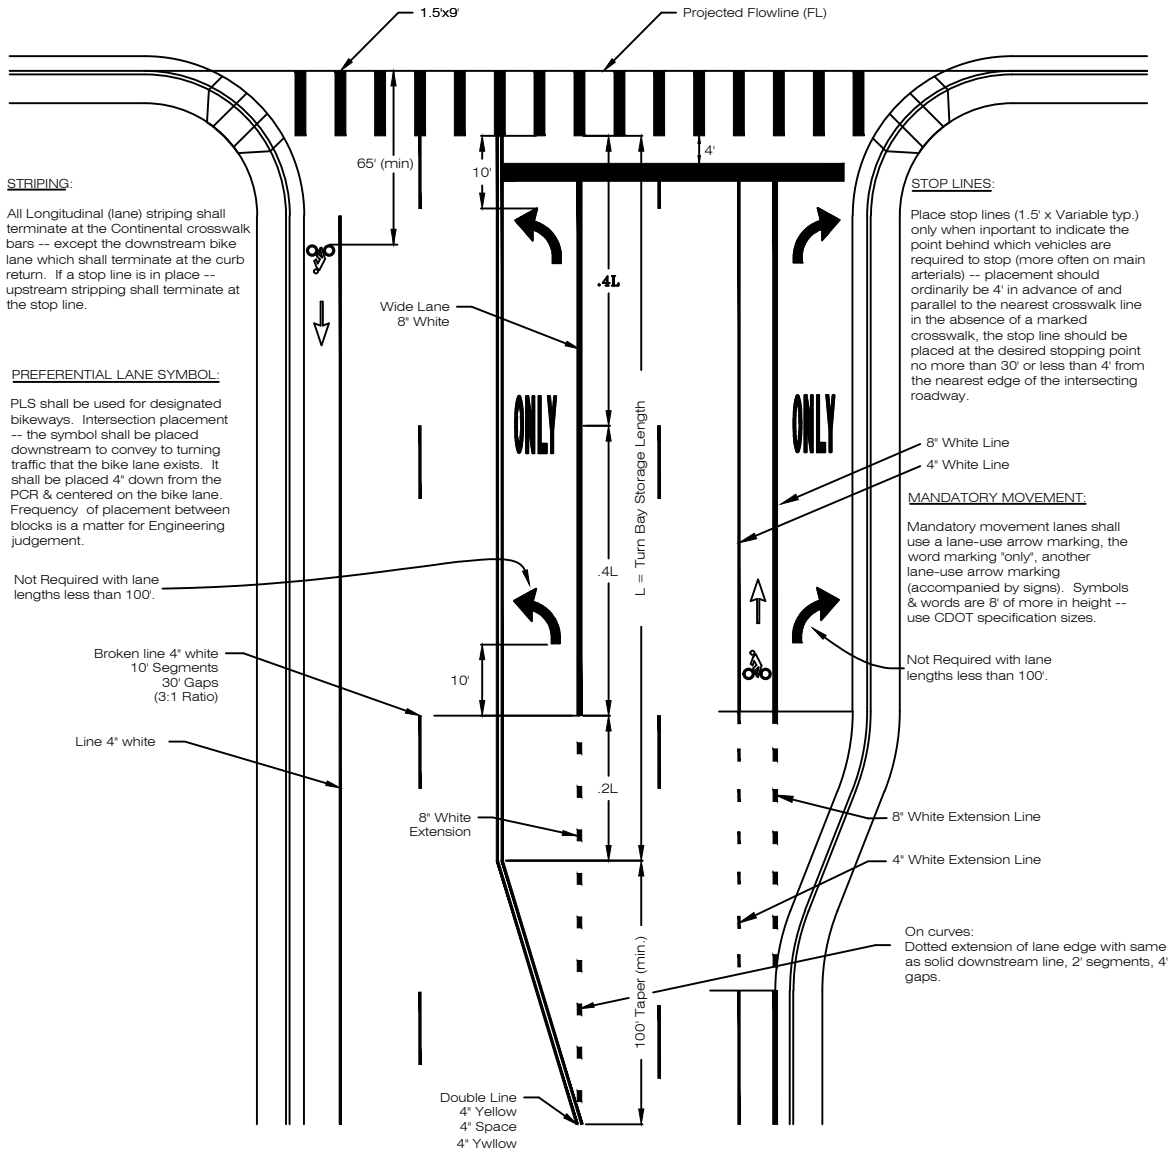 1.5'x9'
Projected Flowline (FL)
65' (min)
10'
4'
STRIPING:
All Longitudinal (lane) striping shall
terminate at the Continental crosswalk
bars -- except the downstream bike
lane which shall terminate at the curb
return. If a stop line is in place --
upstream stripping shall terminate at
the stop line.
STOP LINES:
Place stop lines (1.5' x Variable typ.)
only when inportant to indicate the
point behind which vehicles are
required to stop (more often on main
arterials) -- placement should
ordinarily be 4' in advance of and
parallel to the nearest crosswalk line
in the absence of a marked
crosswalk, the stop line should be
placed at the desired stopping point
no more than 30' or less than 4' from
the nearest edge of the intersecting
roadway.
.4L
Wide Lane
8" White
PREFERENTIAL LANE SYMBOL:
PLS shall be used for designated
bikeways. Intersection placement
-- the symbol shall be placed
downstream to convey to turning
traffic that the bike lane exists. It
shall be placed 4" down from the
PCR & centered on the bike lane.
Frequency of placement between
blocks is a matter for Engineering
judgement.
ONLY
ONLY
L = Turn Bay Storage Length
8" White Line
4" White Line
MANDATORY MOVEMENT:
Mandatory movement lanes shall
use a lane-use arrow marking, the
word marking "only", another
lane-use arrow marking
(accompanied by signs). Symbols
& words are 8' of more in height --
use CDOT specification sizes.
Not Required with lane
lengths less than 100'.
.4L
Broken line 4" white
10' Segments
30' Gaps
(3:1 Ratio)
10'
Not Required with lane
lengths less than 100'.
Line 4" white
.2L
8" White
Extension
8" White Extension Line
4" White Extension Line
On curves:
Dotted extension of lane edge with same
as solid downstream line, 2' segments, 4'
gaps.
100' Taper (min.)
Double Line
4" Yellow
4" Space
4" Ywllow